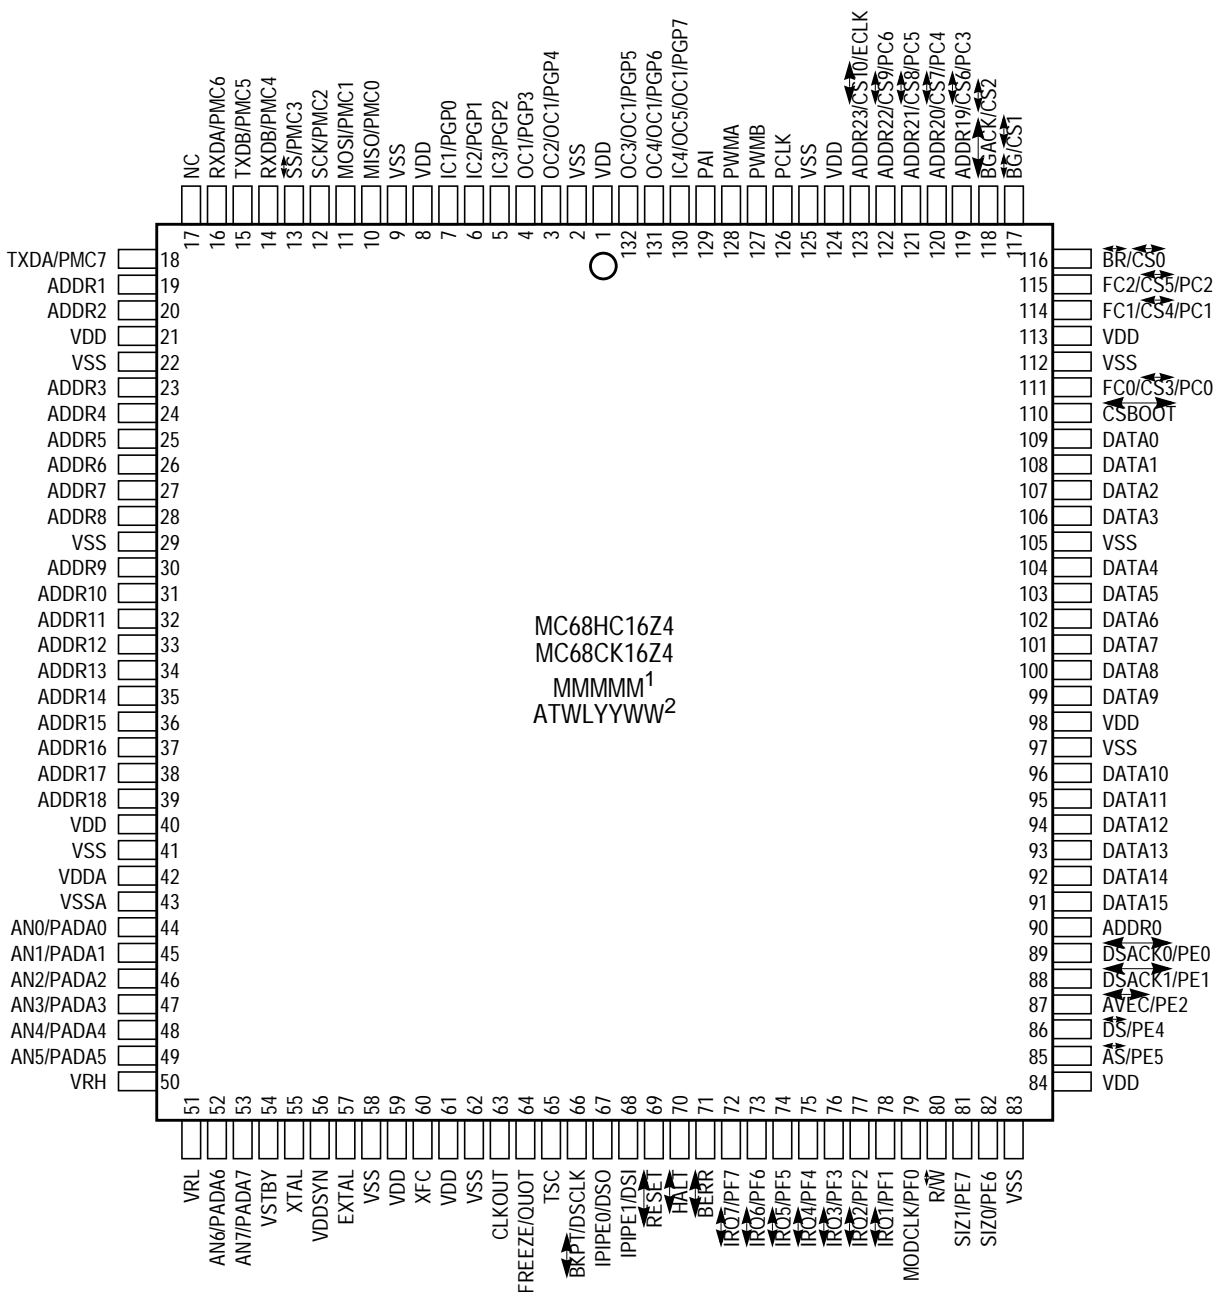 NC
RXDA/PMC6
TXDB/PMC5
RXDB/PMC4
SS/PMC3
SCK/PMC2
MOSI/PMC1
MISO/PMC0
VSS
VDD
IC1/PGP0
IC2/PGP1
IC3/PGP2
OC1/PGP3
OC2/OC1/PGP4
VSS
VDD
OC3/OC1/PGP5
OC4/OC1/PGP6
IC4/OC5/OC1/PGP7
PAI
PWMA
PWMB
PCLK
VSS
VDD
ADDR23/CS10/ECLK
ADDR22/CS9/PC6
ADDR21/CS8/PC5
ADDR20/CS7/PC4
ADDR19/CS6/PC3
BGACK/CS2
BG/CS1
17 16 15 14 13 12 11 10 9 8 7 6 5 4 3 2 1 132 131 130 129 128 127 126 125 124 123 122 121 120 119 118 117
TXDA/PMC7 18
ADDR1 19
ADDR2 20
VDD 21
VSS 22
ADDR3 23
ADDR4 24
ADDR5 25
ADDR6 26
ADDR7 27
ADDR8 28
VSS 29
ADDR9 30
ADDR10 31
ADDR11 32
ADDR12 33
ADDR13 34
ADDR14 35
ADDR15 36
ADDR16 37
ADDR17 38
ADDR18 39
VDD 40
VSS 41
VDDA 42
VSSA 43
AN0/PADA0 44
AN1/PADA1 45
AN2/PADA2 46
AN3/PADA3 47
AN4/PADA4 48
AN5/PADA5 49
VRH 50
MC68HC16Z4
MC68CK16Z4
MMMMM1
ATWLYYWW2
116 BR/CS0
115 FC2/CS5/PC2
114 FC1/CS4/PC1
113 VDD
112 VSS
111 FC0/CS3/PC0
110 CSBOOT
109 DATA0
108 DATA1
107 DATA2
106 DATA3
105 VSS
104 DATA4
103 DATA5
102 DATA6
101 DATA7
100 DATA8
99 DATA9
98 VDD
97 VSS
96 DATA10
95 DATA11
94 DATA12
93 DATA13
92 DATA14
91 DATA15
90 ADDR0
89 DSACK0/PE0
88 DSACK1/PE1
87 AVEC/PE2
86 DS/PE4
85 AS/PE5
84 VDD
51 52 53 54 55 56 57 58 59 60 61 62 63 64 65 66 67 68 69 70 71 72 73 74 75 76 77 78 79 80 81 82 83
VRL
AN6/PADA6
AN7/PADA7
VSTBY
XTAL
VDDSYN
EXTAL
VSS
VDD
XFC
VDD
VSS
CLKOUT
FREEZE/QUOT
TSC
BKPT/DSCLK
IPIPE0/DSO
IPIPE1/DSI
RESET
HALT
BERR
IRQ7/PF7
IRQ6/PF6
IRQ5/PF5
IRQ4/PF4
IRQ3/PF3
IRQ2/PF2
IRQ1/PF1
MODCLK/PF0
R/W
SIZ1/PE7
SIZ0/PE6
VSS